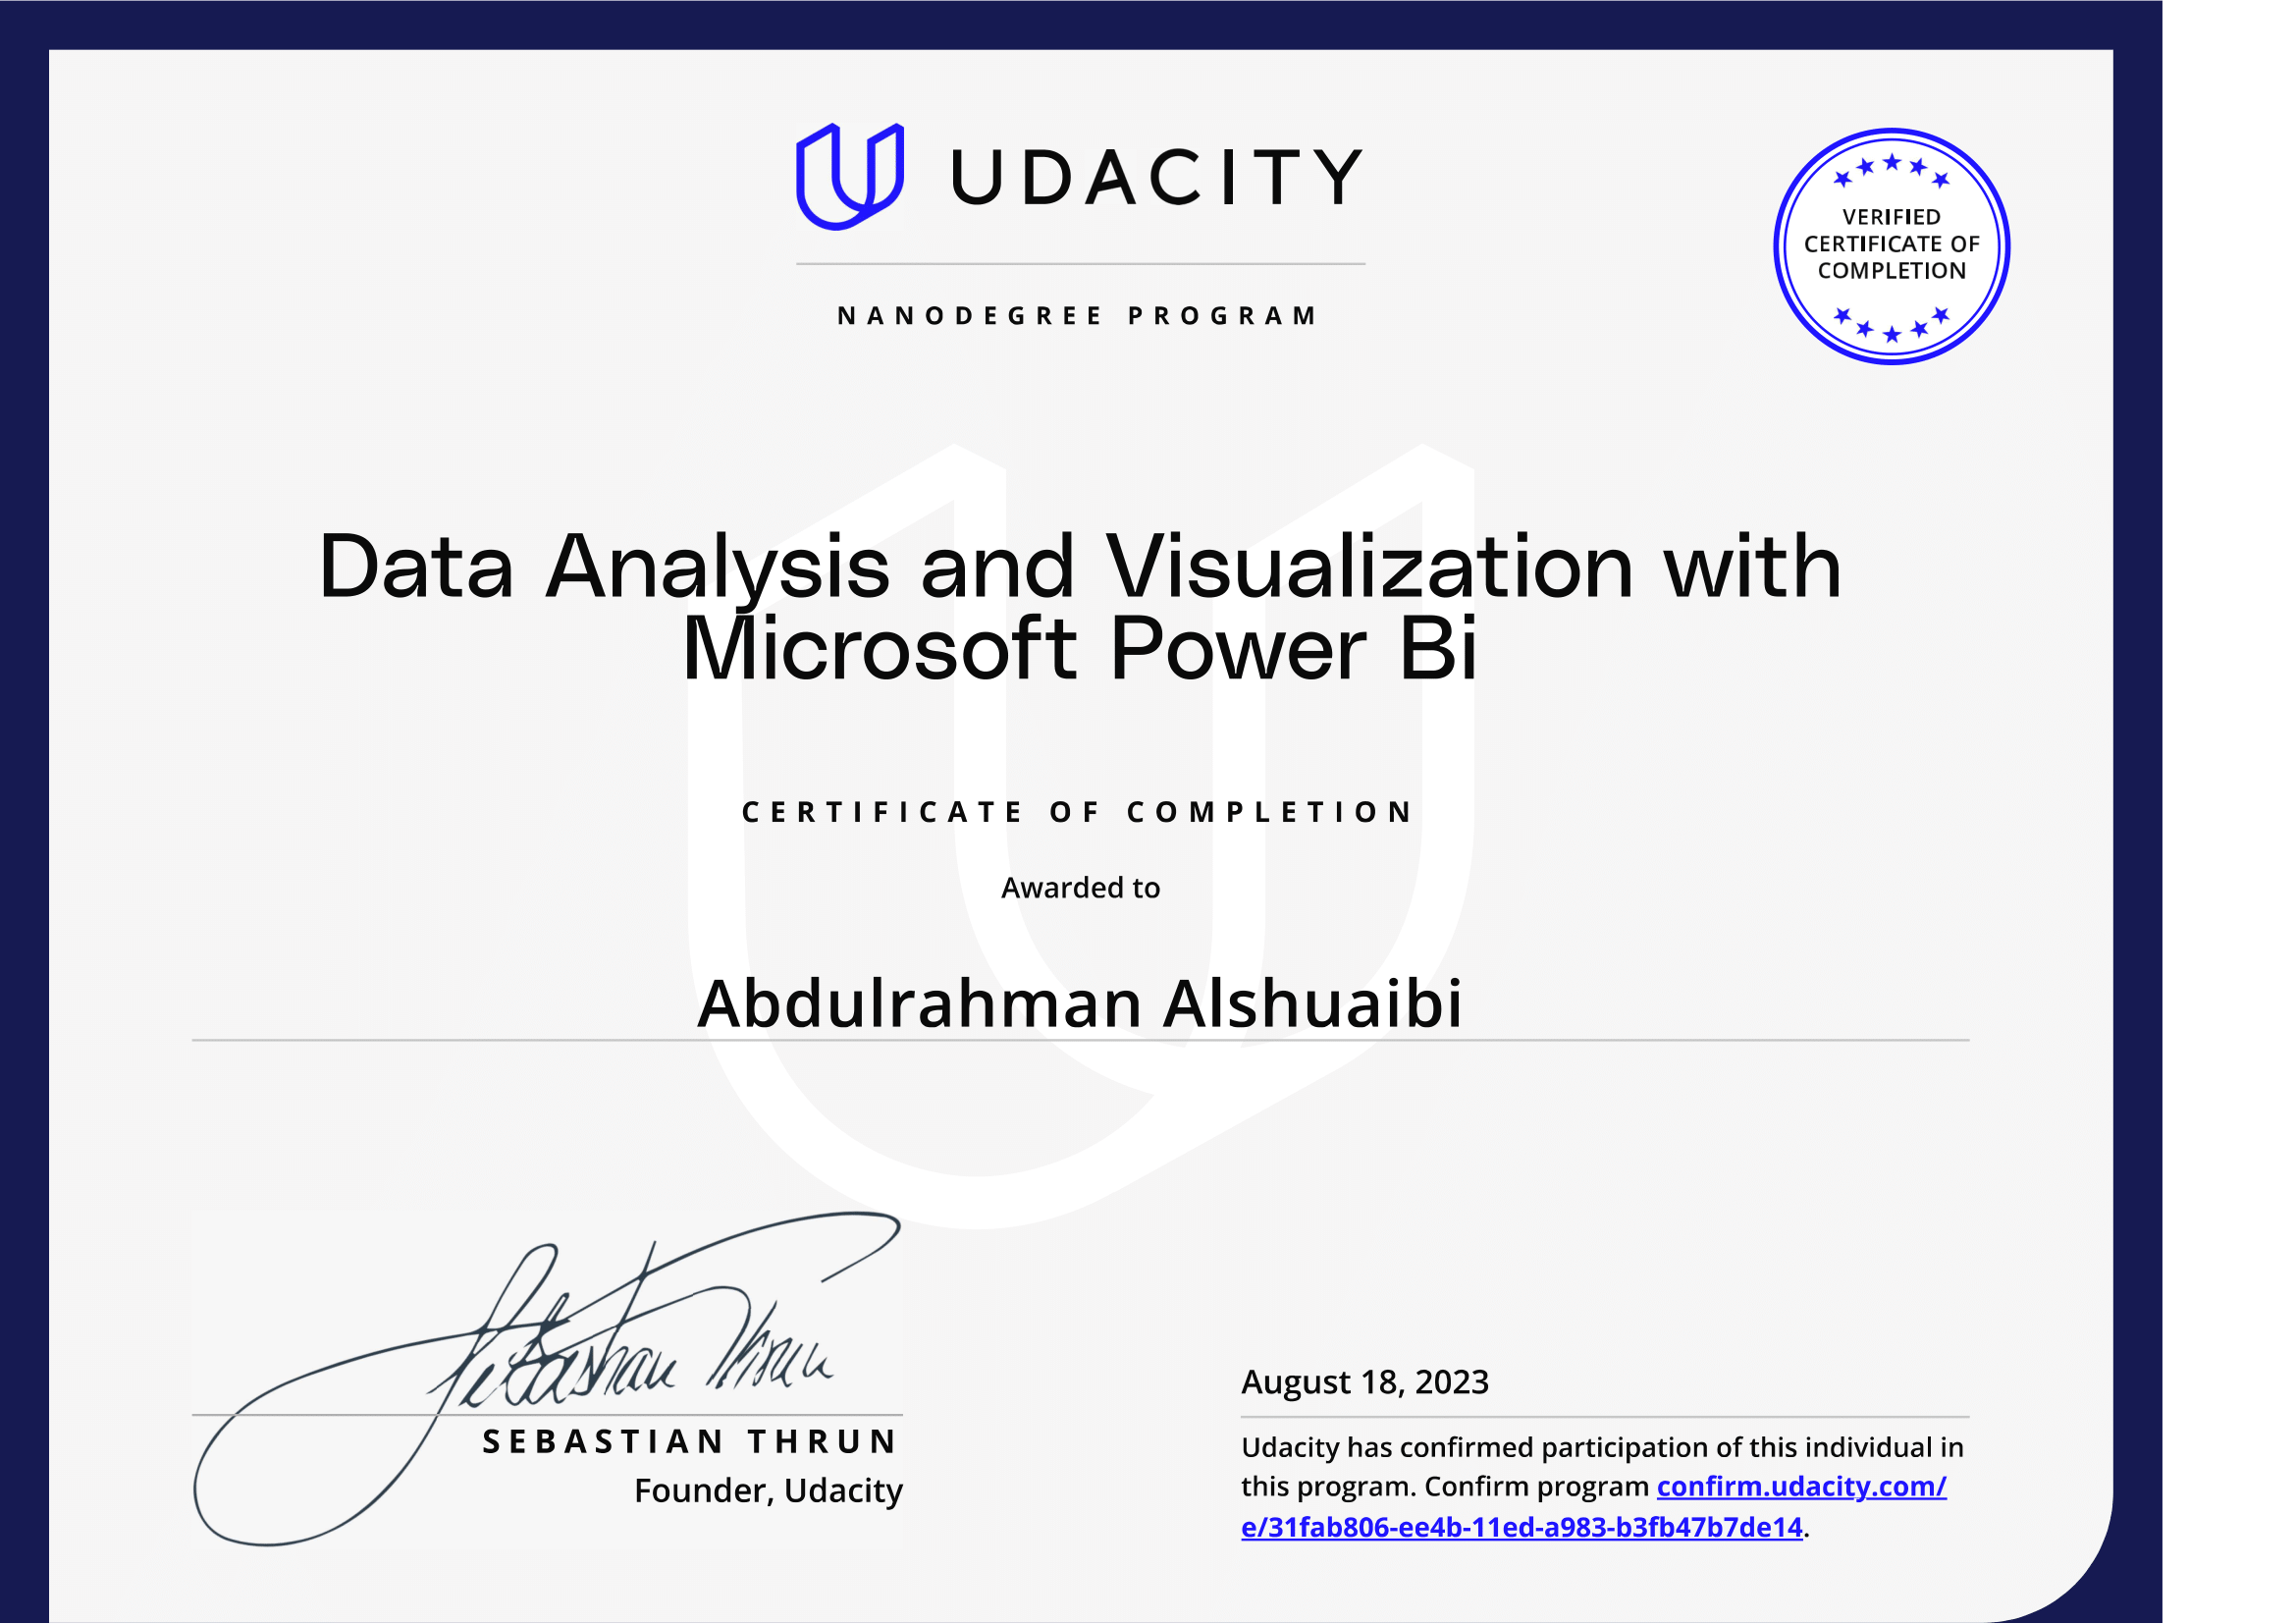 UDACITY
NANODEGREE PROGRAM
VERIFIED
CERTIFICATE OF
COMPLETION
Data Analysis and Visualization with
Microsoft Power Bi
CERTIFICATE OF COMPLETION
Awarded to
Abdulrahman Alshuaibi
Sebastian Thrun
SEBASTIAN THRUN
Founder, Udacity
August 18, 2023
Udacity has confirmed participation of this individual in
this program. Confirm program confirm.udacity.com/
e/31fab806-ee4b-11ed-a983-b3fb47b7de14.